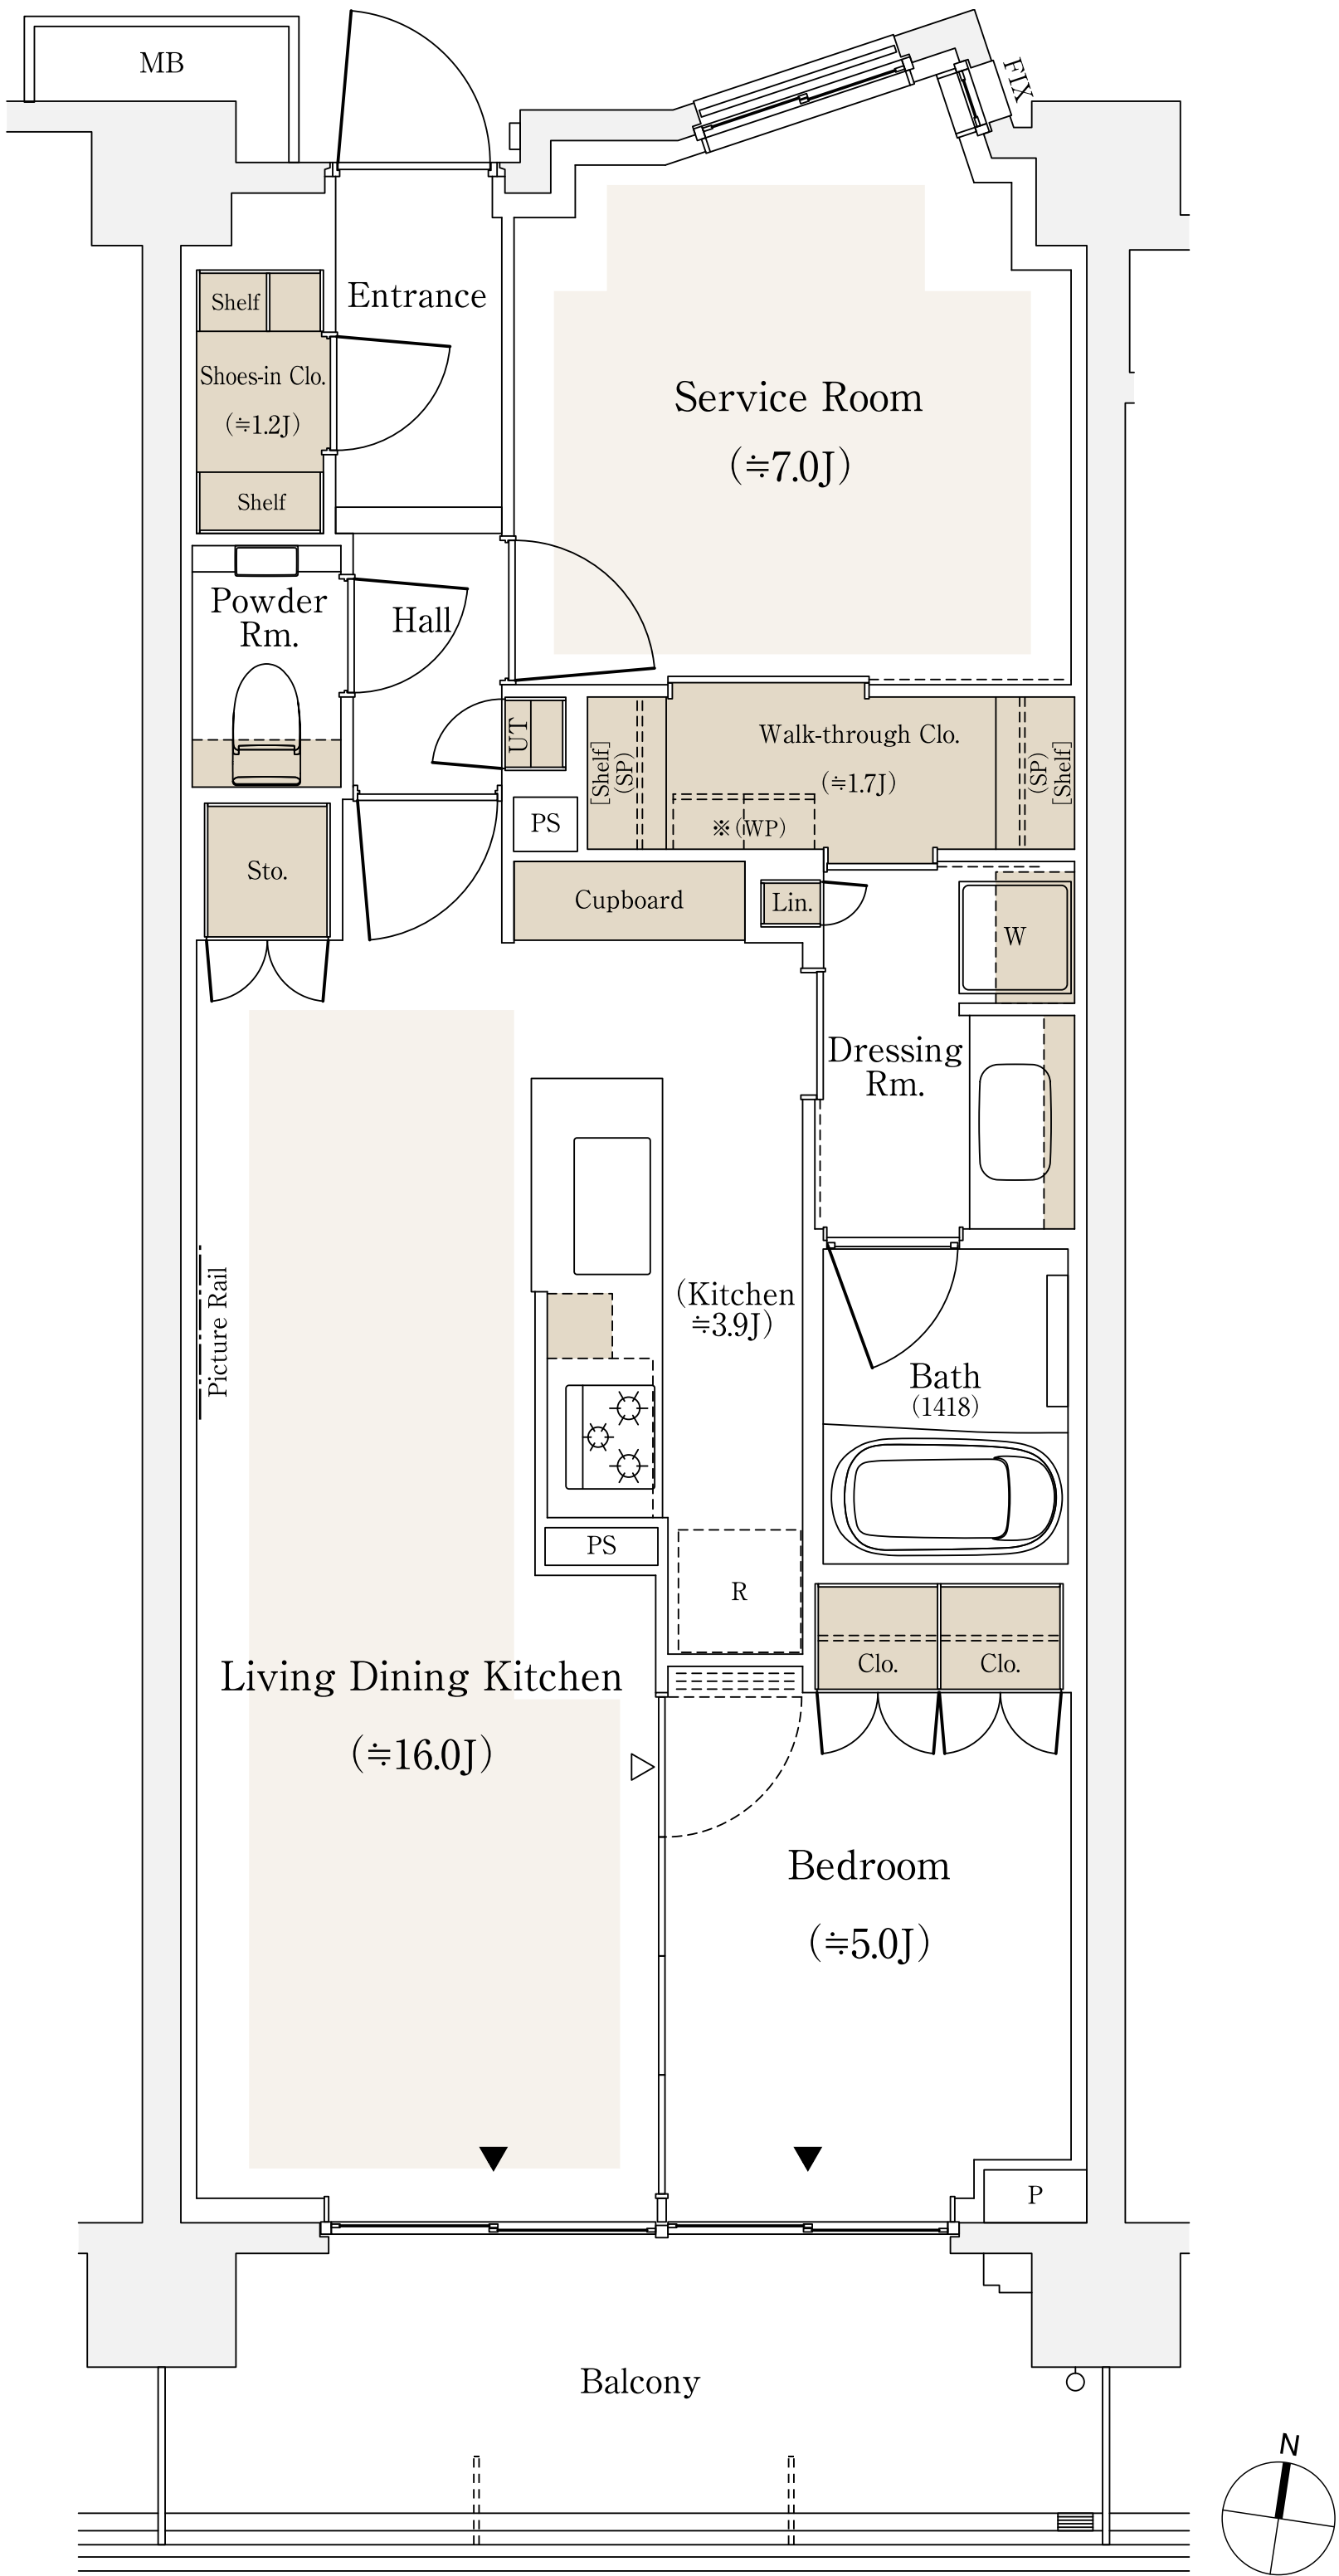 MB
FIX
Entrance
Shelf
Shoes-in Clo.
(≒1.2J)
Shelf
Service Room
(≒7.0J)
Powder
Rm.
Hall
UT
[Shelf]
(SP)
Walk-through Clo.
(≒1.7J)
※(WP)
(SP)
[Shelf]
PS
Sto.
Cupboard
Lin.
W
Dressing
Rm.
Picture Rail
(Kitchen
≒3.9J)
Bath
(1418)
PS
R
Clo.
Clo.
Living Dining Kitchen
(≒16.0J)
Bedroom
(≒5.0J)
P
Balcony
N